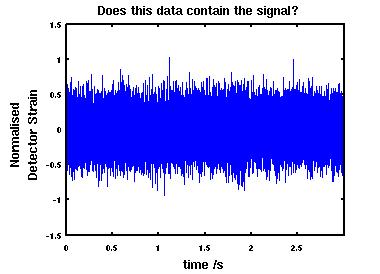 Does this data contain the signal?
1.5
1
0.5
0
-0.5
-1
-1.5
Normalised
Detector Strain
0 0.5 1 1.5 2 2.5
time /s